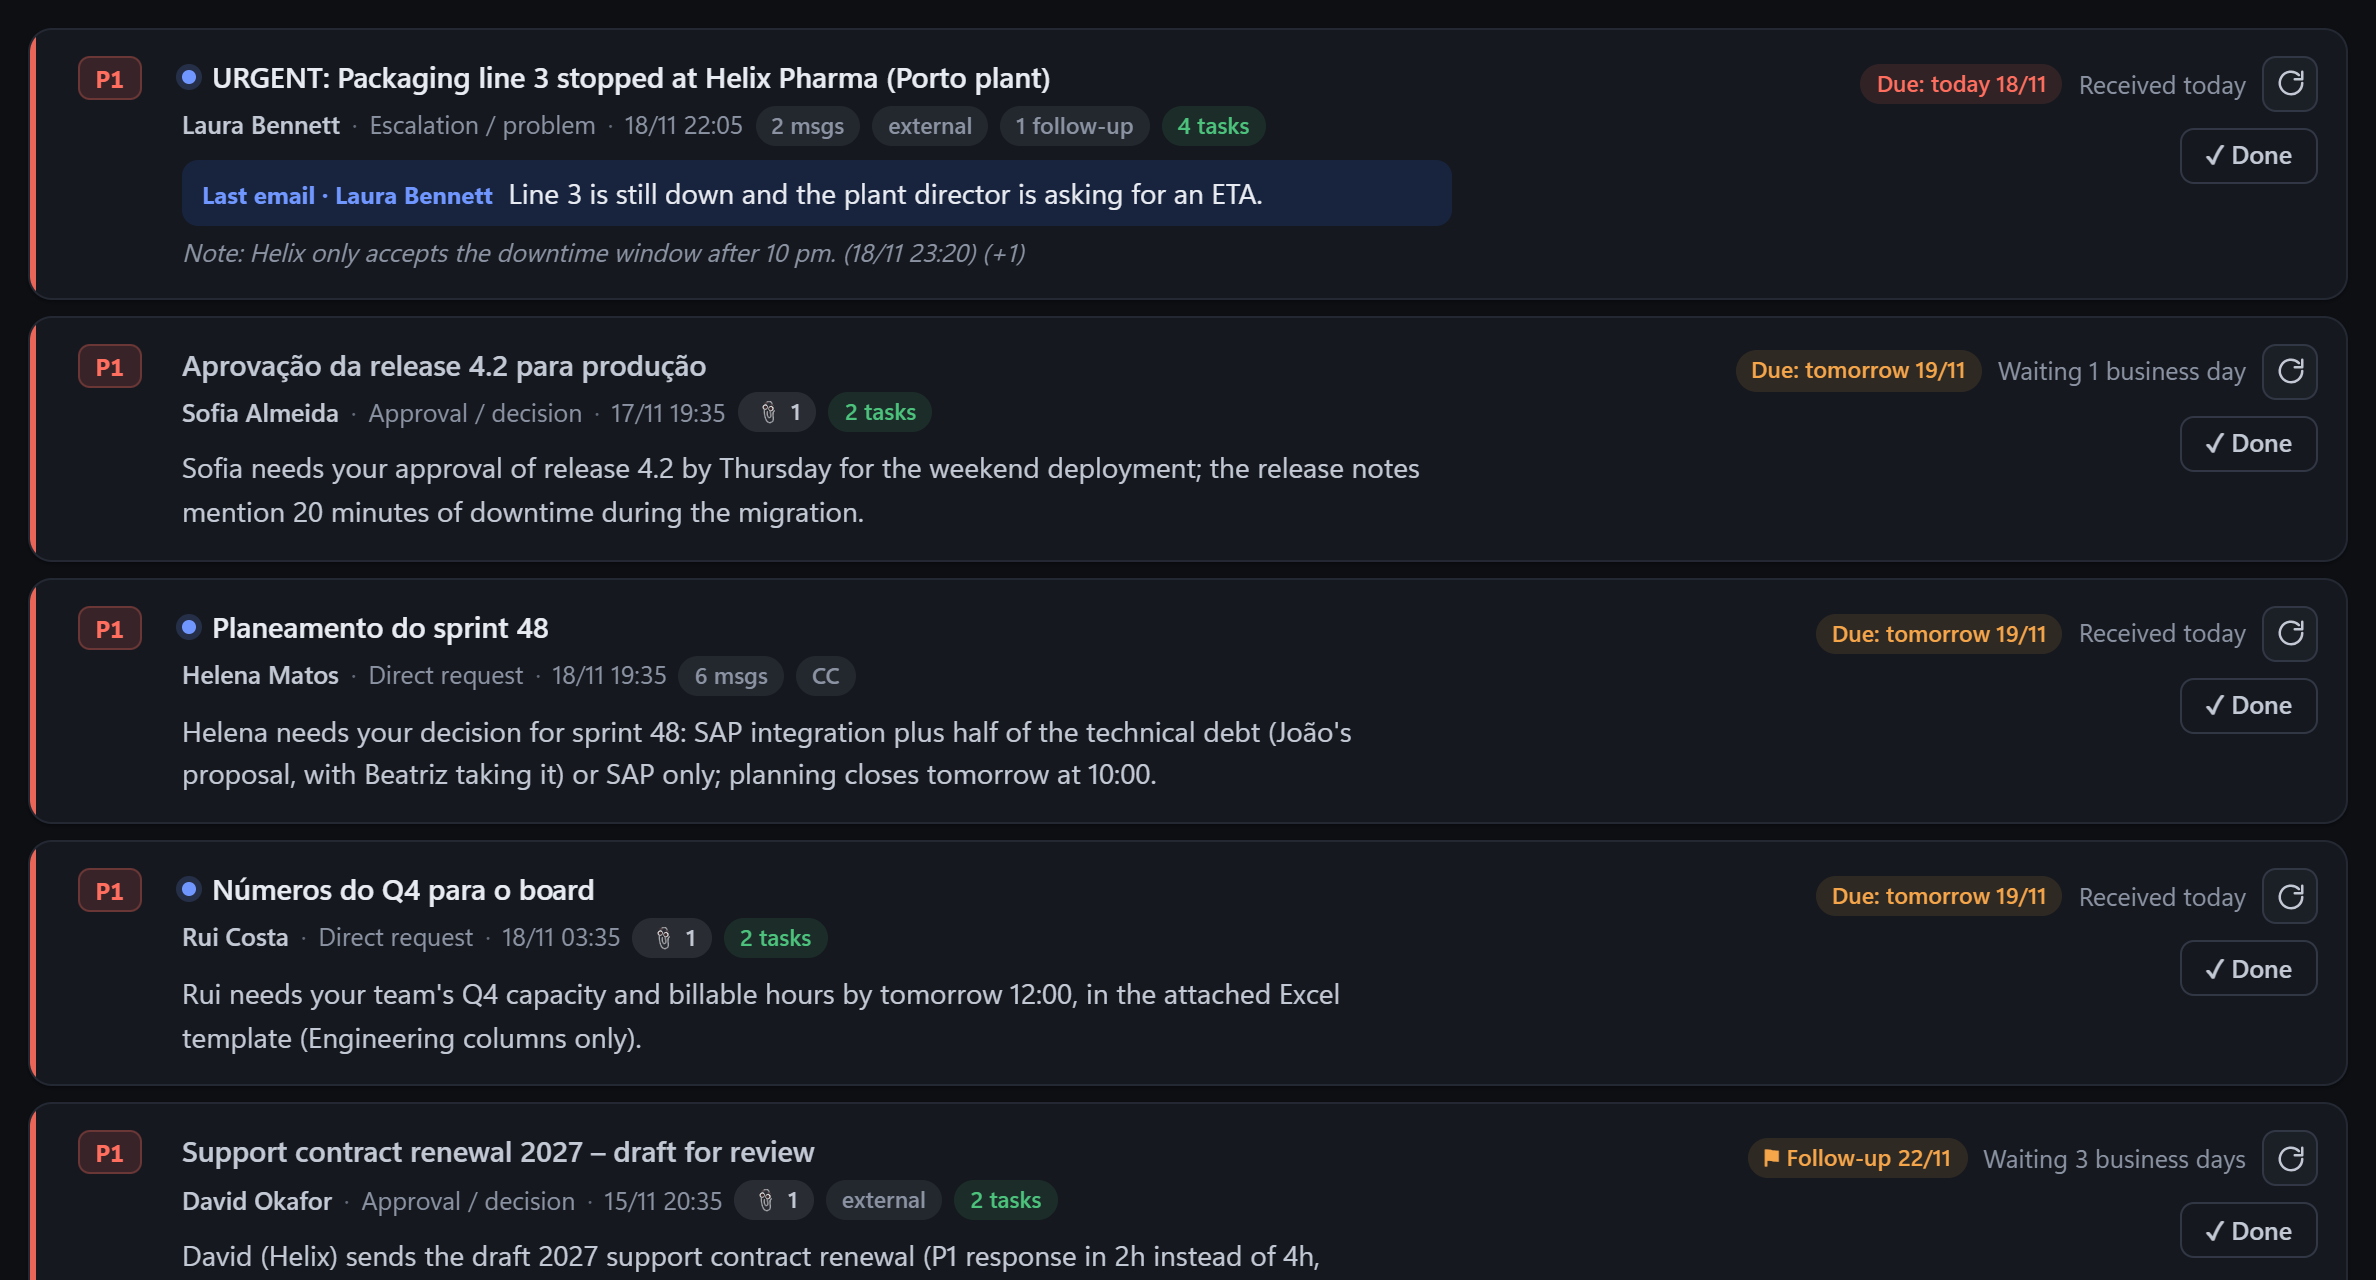 P1 URGENT: Packaging line 3 stopped at Helix Pharma (Porto plant) Due: today 18/11 Received today
Laura Bennett · Escalation / problem · 18/11 22:05 2 msgs external 1 follow-up 4 tasks
✓ Done
Last email · Laura Bennett Line 3 is still down and the plant director is asking for an ETA.
Note: Helix only accepts the downtime window after 10 pm. (18/11 23:20) (+1)
P1 Aprovação da release 4.2 para produção Due: tomorrow 19/11 Waiting 1 business day
Sofia Almeida · Approval / decision · 17/11 19:35 1 2 tasks
✓ Done
Sofia needs your approval of release 4.2 by Thursday for the weekend deployment; the release notes
mention 20 minutes of downtime during the migration.
P1 Planeamento do sprint 48 Due: tomorrow 19/11 Received today
Helena Matos · Direct request · 18/11 19:35 6 msgs CC
✓ Done
Helena needs your decision for sprint 48: SAP integration plus half of the technical debt (João's
proposal, with Beatriz taking it) or SAP only; planning closes tomorrow at 10:00.
P1 Números do Q4 para o board Due: tomorrow 19/11 Received today
Rui Costa · Direct request · 18/11 03:35 1 2 tasks
✓ Done
Rui needs your team's Q4 capacity and billable hours by tomorrow 12:00, in the attached Excel
template (Engineering columns only).
P1 Support contract renewal 2027 – draft for review Follow-up 22/11 Waiting 3 business days
David Okafor · Approval / decision · 15/11 20:35 1 external 2 tasks
✓ Done
David (Helix) sends the draft 2027 support contract renewal (P1 response in 2h instead of 4h,